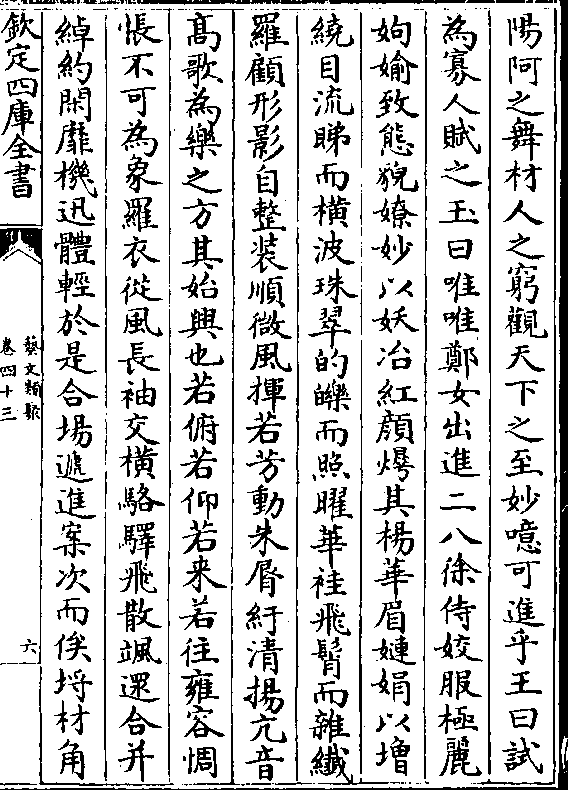 陽阿之舞材人之窮觀天下之至妙噫可進乎王曰試
為寡人賦之玉曰唯唯鄭女出進二八徐侍姣服極麗
姁媮致態貌嫽妙以妖冶紅顔爗其楊華眉㜻娟以增
繞目流睇而橫波珠翠的皪而照曜華袿飛髾而雜纖
羅顧形影自整装順微風揮若芳動朱脣紆清揚亢音
髙歌為樂之方其始興也若俯若仰若来若往雍容惆
悵不可為象羅衣從風長袖交橫駱驛飛散颯還合并
綽約閑靡機迅體輕於是合場遞進案次而俟埒材角
欽定四庫全書
藝文類聚
卷四十三
六